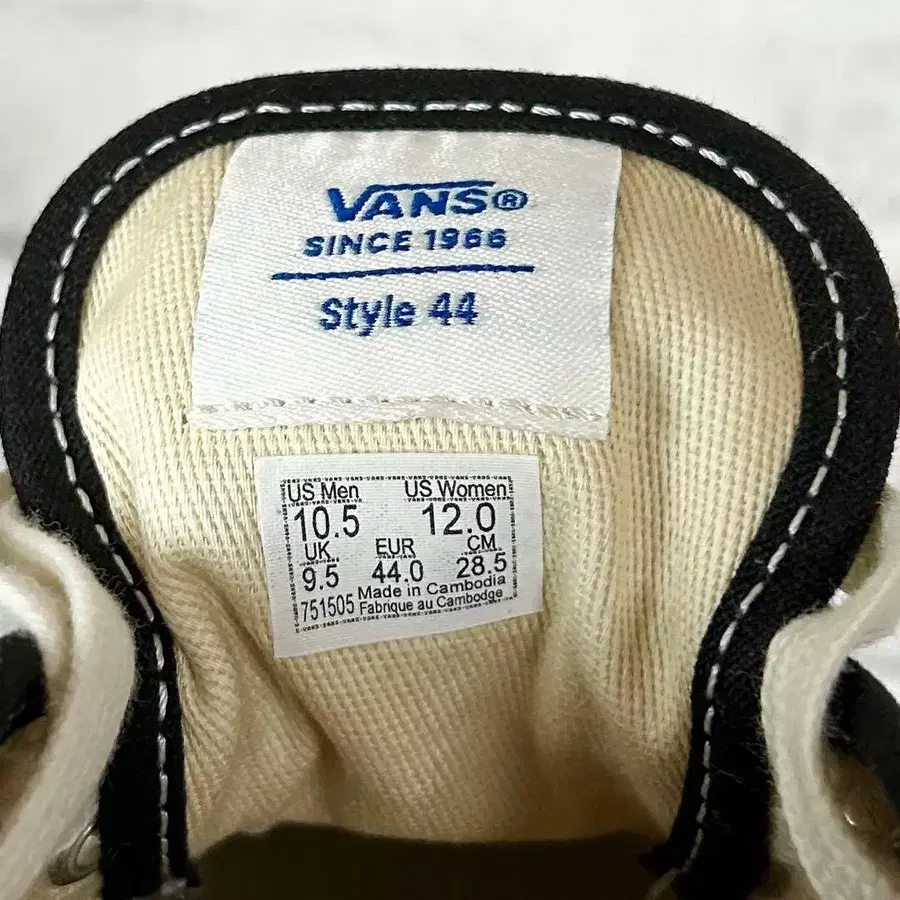 VANS®
SINCE 1966
Style 44
US Men US Women
10.5 12.0
UK EUR CM
9.5 44.0 28.5
751505 Made in Cambodia
Fabrique au Cambodge